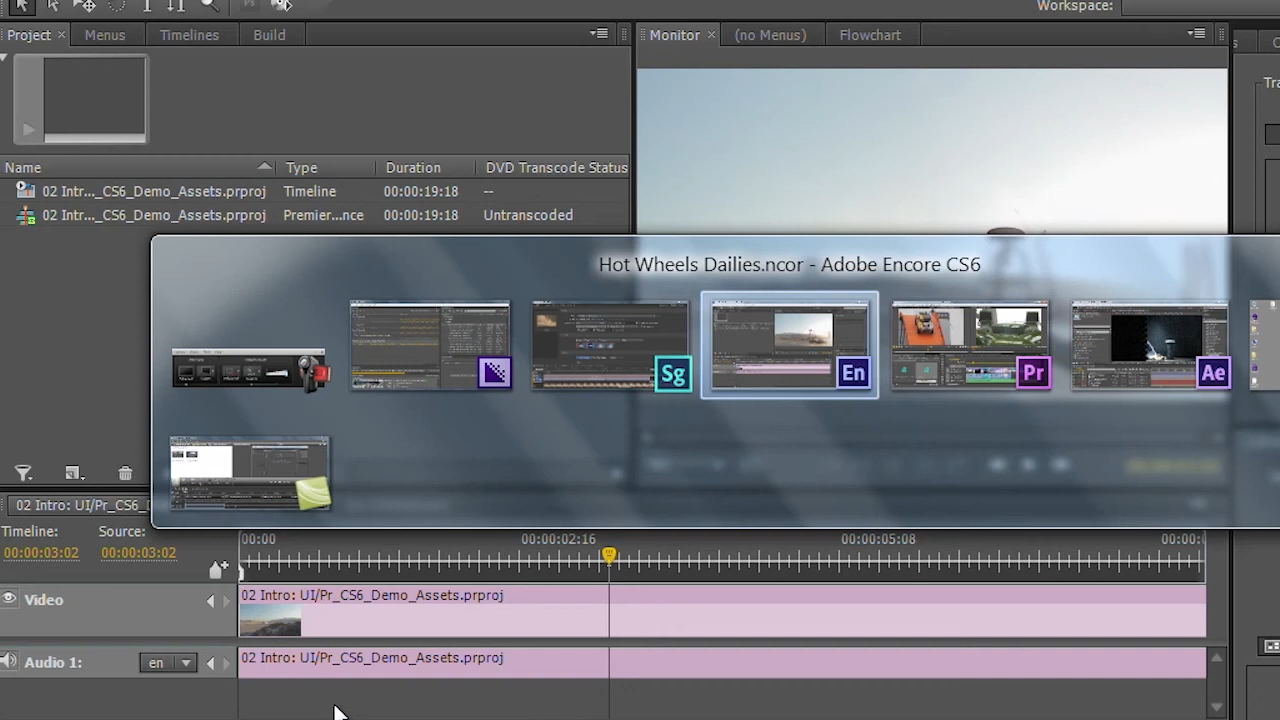 Workspace:
Project × Menus Timelines Build
Monitor × (no Menus) Flowchart
Tra
Name Type Duration DVD Transcode Status
02 Intr..._CS6_Demo_Assets.prproj Timeline 00:00:19:18 --
02 Intr..._CS6_Demo_Assets.prproj Premier...nce 00:00:19:18 Untranscoded
Hot Wheels Dailies.ncor - Adobe Encore CS6
Sg En Pr Ae
02 Intro: UI/Pr_CS6_D
Timeline: Source:
00:00:03:02 00:00:03:02
00:00 00:00:02:16 00:00:05:08 00:00:0
Video
02 Intro: UI/Pr_CS6_Demo_Assets.prproj
Audio 1: en
02 Intro: UI/Pr_CS6_Demo_Assets.prproj